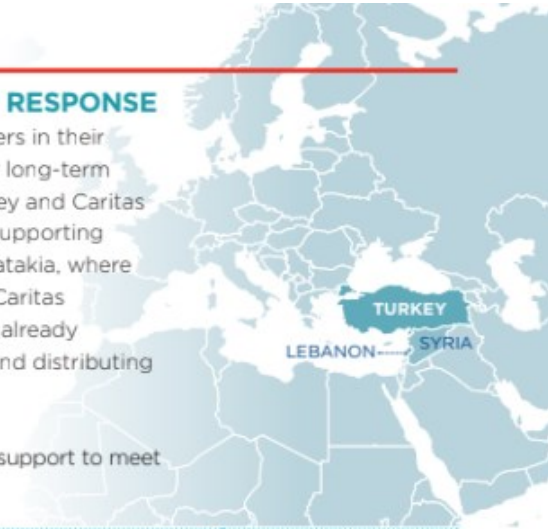 RESPONSE
ers in their
long-term
ey and Caritas
upporting
atakia, where
Caritas
already
nd distributing
support to meet
TURKEY
SYRIA
LEBANON